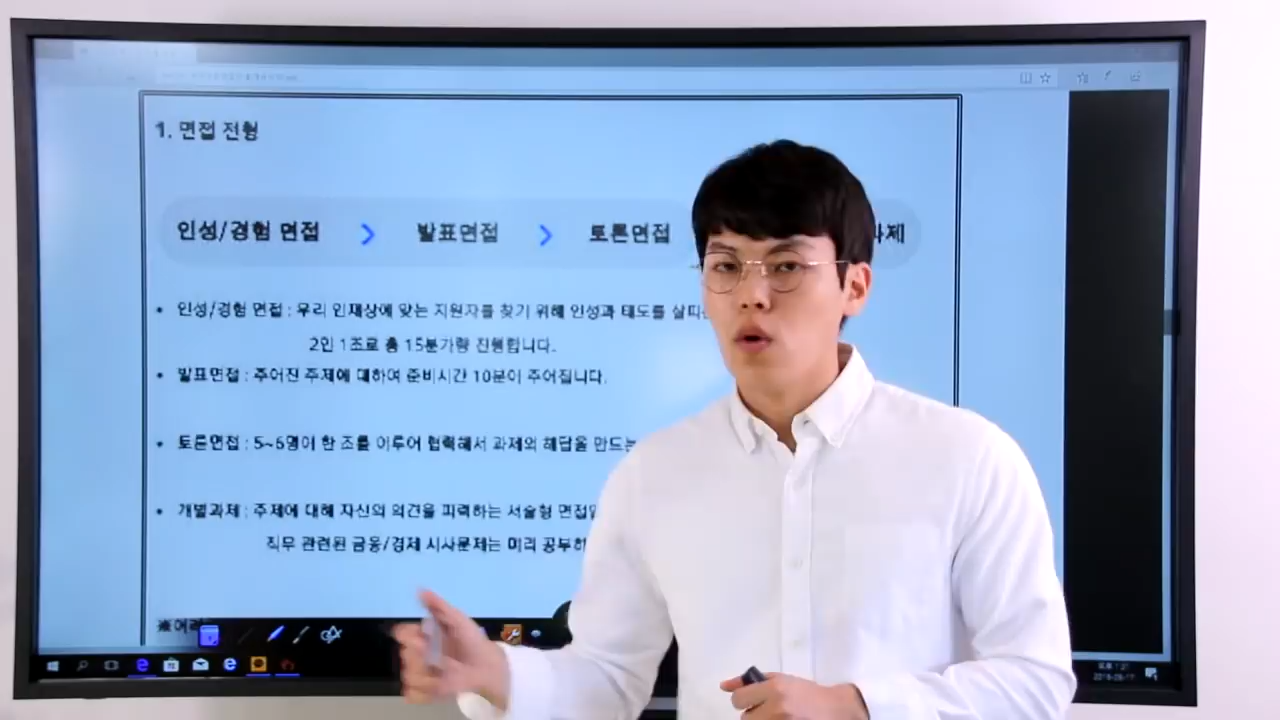 1. 면접 전형
인성/경험 면접 > 발표면접 > 토론면접 과제
• 인성/경험 면접 : 우리 인재상에 맞는 지원자를 찾기 위해 인성과 태도를 살피는
2인 1조로 총 15분가량 진행합니다.
• 발표면접 : 주어진 주제에 대하여 준비시간 10분이 주어집니다.
• 토론면접 : 5~6명이 한 조를 이루어 협력해서 과제의 해답을 만드는
• 개별과제 : 주제에 대해 자신의 의견을 피력하는 서술형 면접입
직무 관련된 금융/경제 시사문제는 미리 공부하
※여러